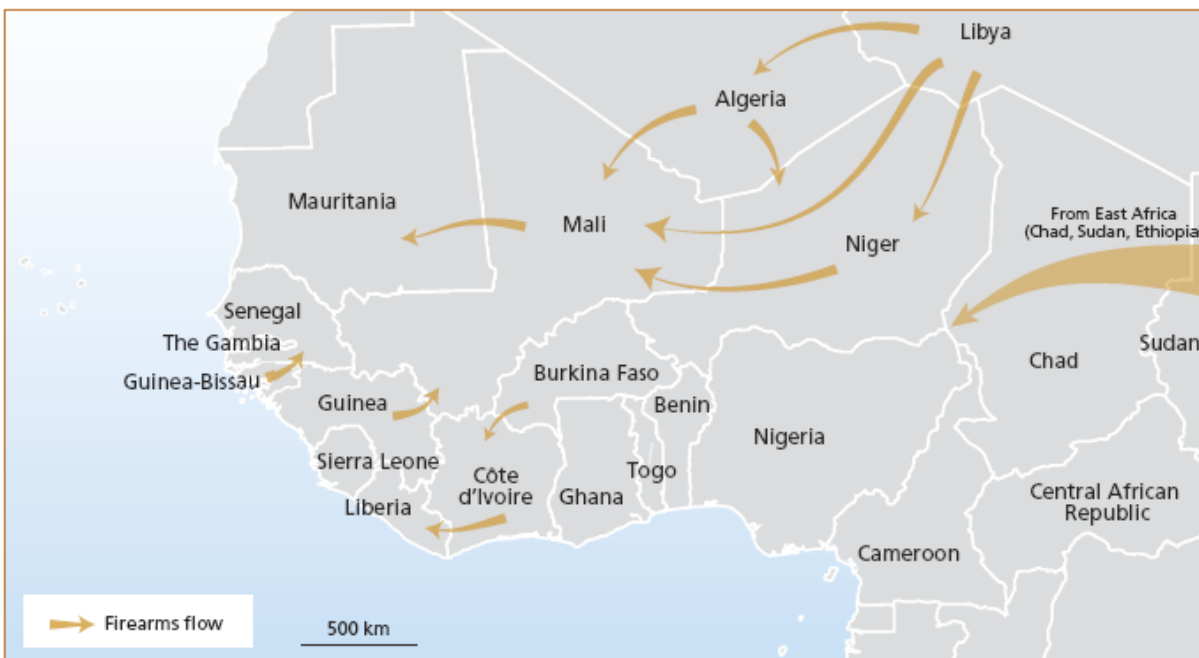 Libya
Algeria
Mauritania
Mali
Niger
From East Africa
(Chad, Sudan, Ethiopia
Senegal
The Gambia
Guinea-Bissau
Guinea
Burkina Faso
Benin
Chad
Sudan
Nigeria
Sierra Leone
Côte
d'Ivoire
Togo
Ghana
Liberia
Central African
Republic
Cameroon
Firearms flow
500 km